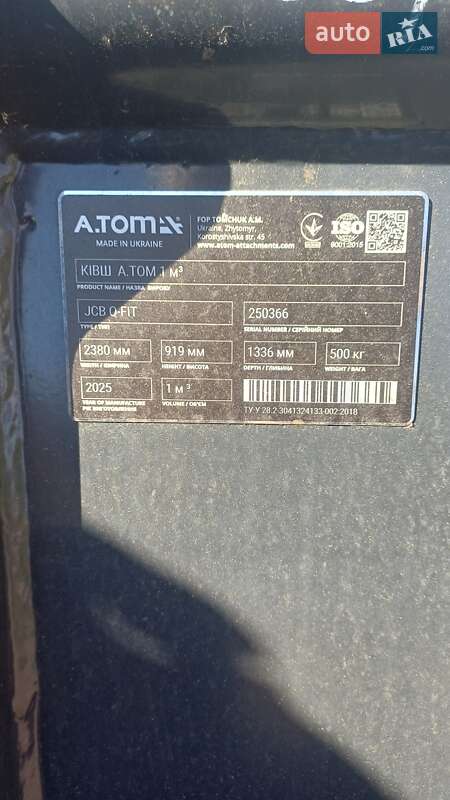 auto RIA .com
A.TOM
MADE IN UKRAINE
FOP TOMCHUK A.M.
Ukraine, Zhytomyr,
Korostyshivska str. 45
www.atom-attachments.com
ISO
9001:2015
КІВШ А.ТОМ 1 м³
PRODUCT NAME / НАЗВА ВИРОБУ
JCB Q-FIT
TYPE / ТИП
250366
SERIAL NUMBER / СЕРІЙНИЙ НОМЕР
2380 мм
WIDTH / ШИРИНА
919 мм
HEIGHT / ВИСОТА
1336 мм
DEPTH / ГЛИБИНА
500 кг
WEIGHT / ВАГА
2025
YEAR OF MANUFACTURE
РІК ВИГОТОВЛЕННЯ
1 м³
VOLUME / ОБ'ЄМ
ТУ У 28.2-3041324133-002:2018